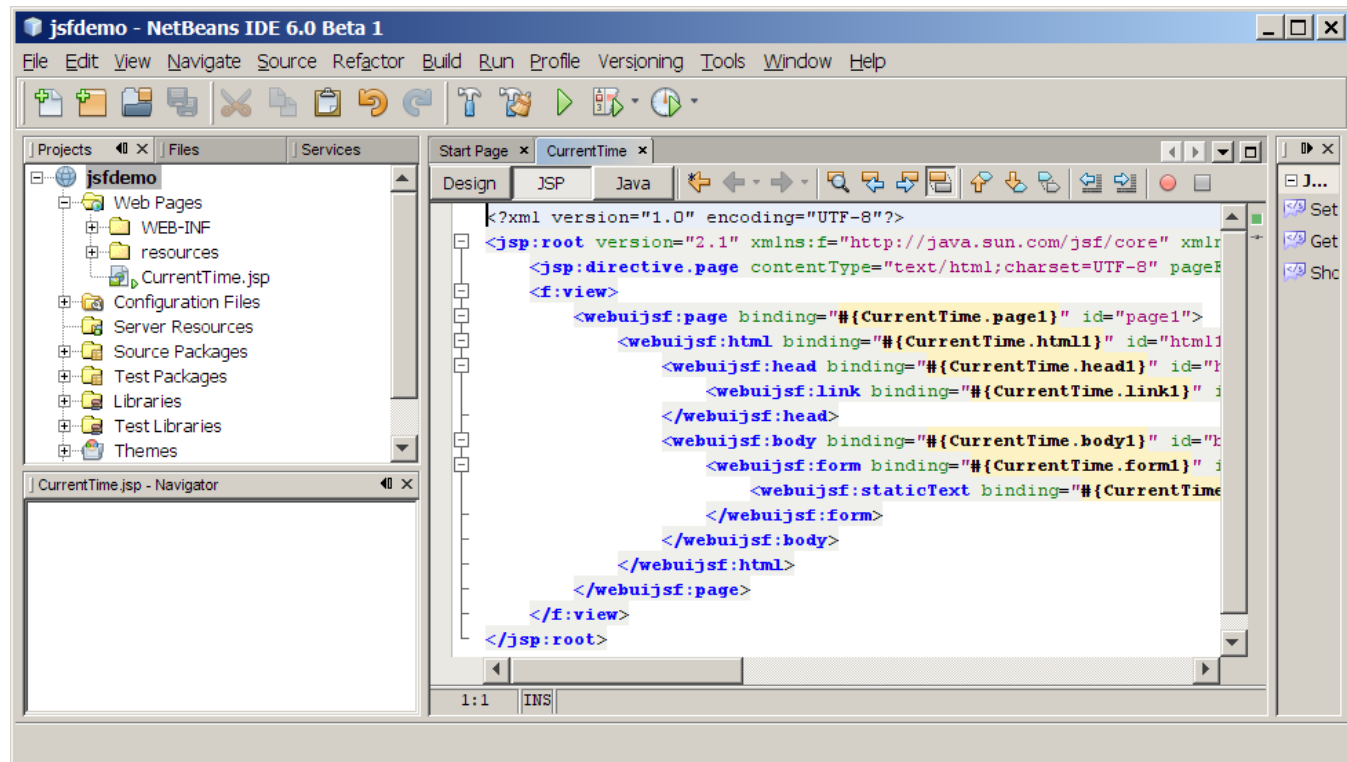 jsfdemo - NetBeans IDE 6.0 Beta 1
File Edit View Navigate Source Refactor Build Run Profile Versioning Tools Window Help
Projects Files Services
jsfdemo
Web Pages
WEB-INF
resources
CurrentTime.jsp
Configuration Files
Server Resources
Source Packages
Test Packages
Libraries
Test Libraries
Themes
CurrentTime.jsp - Navigator
Start Page CurrentTime
Design JSP Java
<?xml version="1.0" encoding="UTF-8"?>
<jsp:root version="2.1" xmlns:f="http://java.sun.com/jsf/core" xmlr
<jsp:directive.page contentType="text/html;charset=UTF-8" pageE
<f:view>
<webuijsf:page binding="#{CurrentTime.page1}" id="page1">
<webuijsf:html binding="#{CurrentTime.html1}" id="html1
<webuijsf:head binding="#{CurrentTime.head1}" id="h
<webuijsf:link binding="#{CurrentTime.link1}" i
</webuijsf:head>
<webuijsf:body binding="#{CurrentTime.body1}" id="b
<webuijsf:form binding="#{CurrentTime.form1}" i
<webuijsf:staticText binding="#{CurrentTime
</webuijsf:form>
</webuijsf:body>
</webuijsf:html>
</webuijsf:page>
</f:view>
</jsp:root>
1:1 INS
J...
Set
Get
Sho